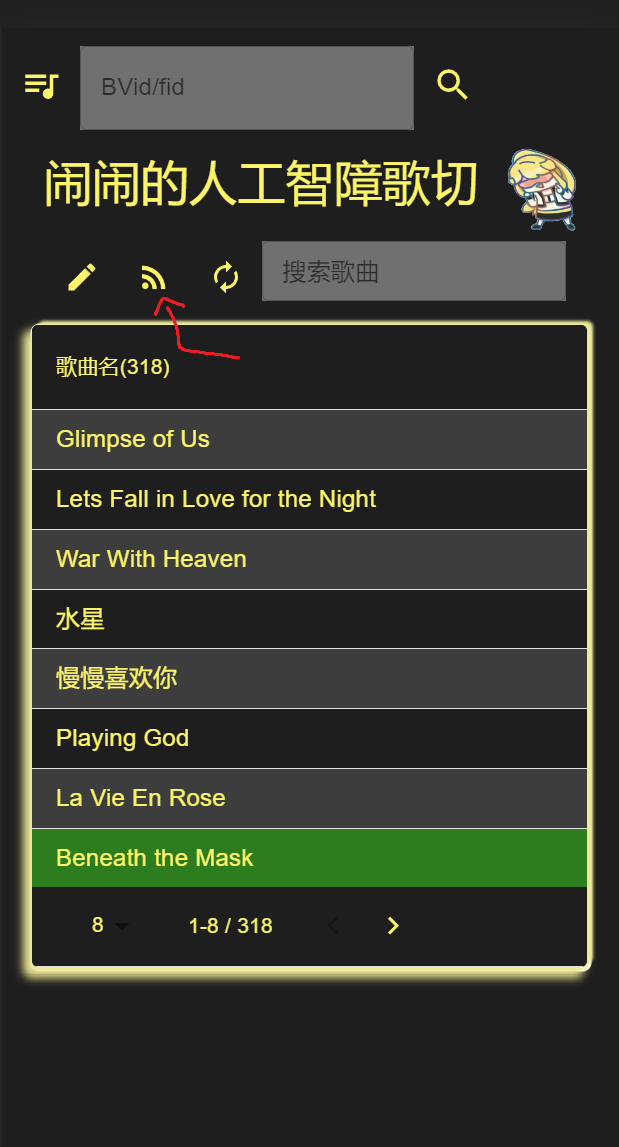 BVid/fid
闹闹的人工智障歌切
搜索歌曲
歌曲名(318)
Glimpse of Us
Lets Fall in Love for the Night
War With Heaven
水星
慢慢喜欢你
Playing God
La Vie En Rose
Beneath the Mask
8 1-8 / 318